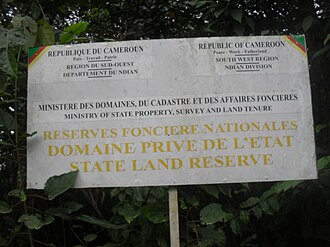 REPUBLIQUE DU CAMEROUN
Paix - Travail - Patrie
REGION DU SUD-OUEST
DEPARTEMENT DU NDIAN
REPUBLIC OF CAMEROON
Peace - Work - Fatherland
SOUTH WEST REGION
NDIAN DIVISION
MINISTERE DES DOMAINES, DU CADASTRE ET DES AFFAIRES FONCIERES
MINISTRY OF STATE PROPERTY, SURVEY AND LAND TENURE
RESERVES FONCIERE NATIONALES
DOMAINE PRIVE DE L'ETAT
STATE LAND RESERVE